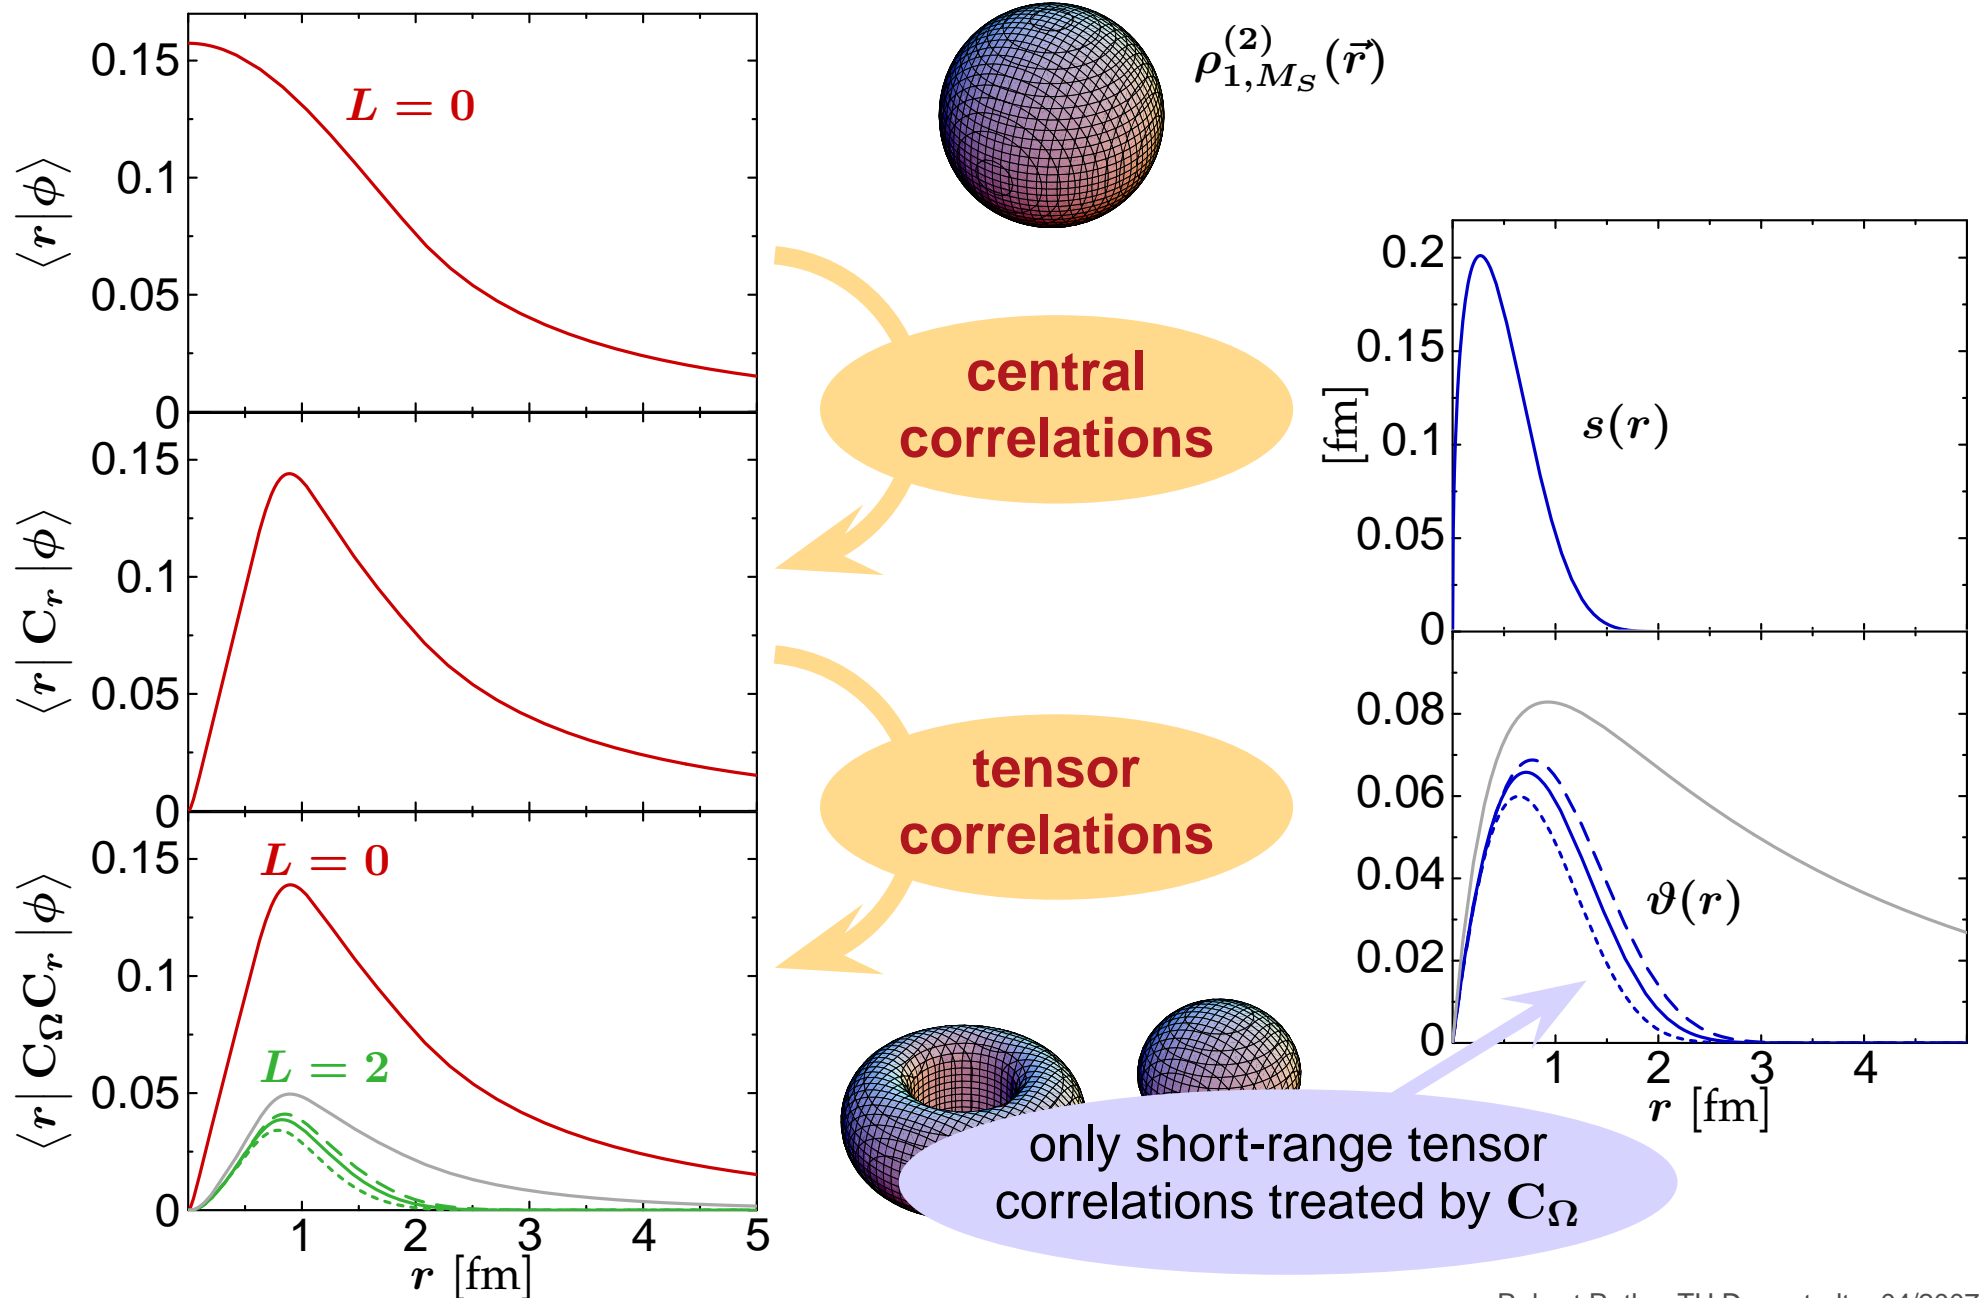 0.15
0.1
0.05
0
⟨r|ϕ⟩
L = 0
ρ^(2)_{1,M_S}(r⃗)
central
correlations
0.15
0.1
0.05
0
⟨r| C_r |ϕ⟩
tensor
correlations
0.15
0.1
0.05
0
⟨r| C_Ω C_r |ϕ⟩
L = 0
L = 2
1 2 3 4 5
r [fm]
0.2
0.15
0.1
0.05
0
[fm]
s(r)
0.08
0.06
0.04
0.02
0
ϑ(r)
1 2 3 4
r [fm]
only short-range tensor
correlations treated by C_Ω